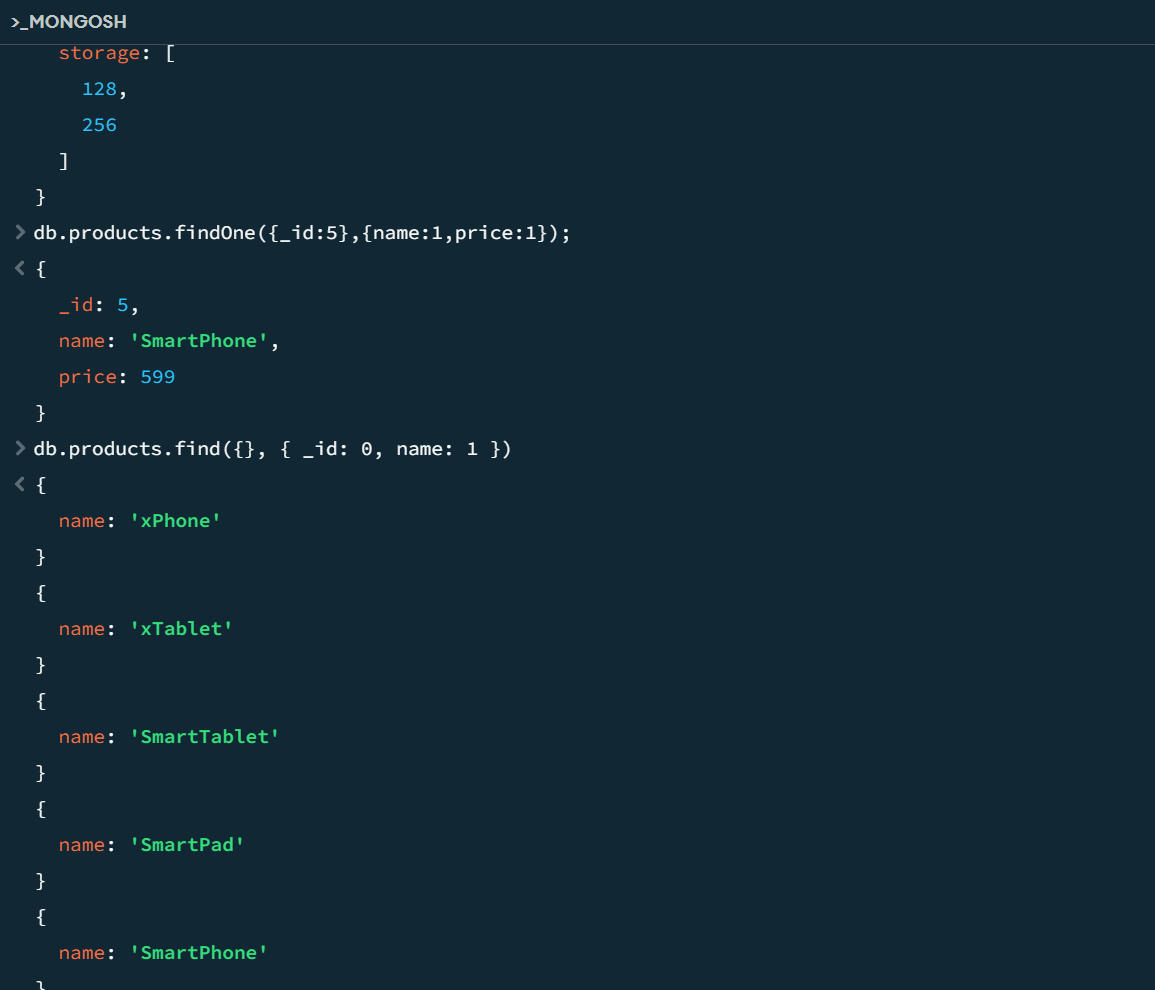 >_MONGOSH
storage: [
128,
256
]
}
> db.products.findOne({_id:5},{name:1,price:1});
< {
_id: 5,
name: 'SmartPhone',
price: 599
}
> db.products.find({}, { _id: 0, name: 1 })
< {
name: 'xPhone'
}
{
name: 'xTablet'
}
{
name: 'SmartTablet'
}
{
name: 'SmartPad'
}
{
name: 'SmartPhone'
}